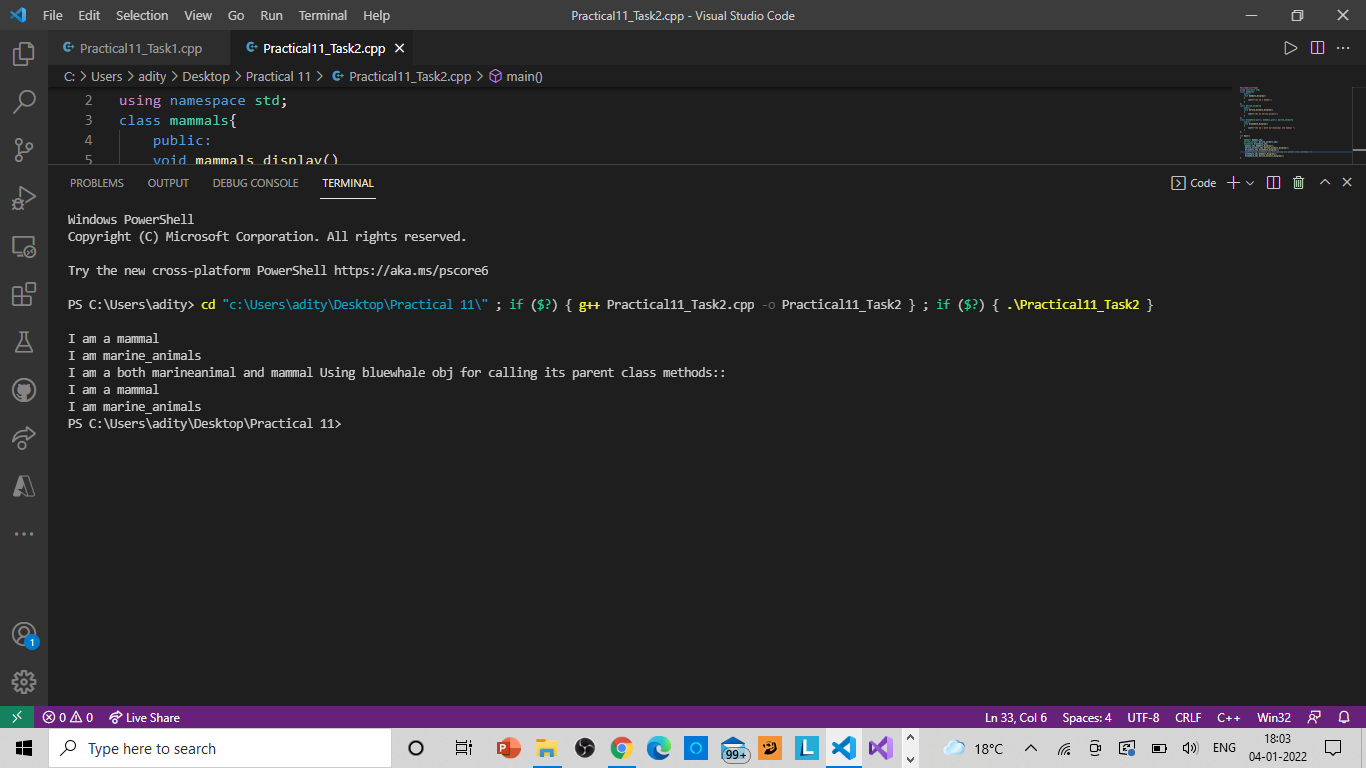 File Edit Selection View Go Run Terminal Help Practical11_Task2.cpp - Visual Studio Code
Practical11_Task1.cpp Practical11_Task2.cpp
C: > Users > adity > Desktop > Practical 11 > Practical11_Task2.cpp > main()
2 using namespace std;
3 class mammals{
4 public:
5 void mammals_display()
PROBLEMS OUTPUT DEBUG CONSOLE TERMINAL Code
Windows PowerShell
Copyright (C) Microsoft Corporation. All rights reserved.
Try the new cross-platform PowerShell https://aka.ms/pscore6
PS C:\Users\adity> cd "c:\Users\adity\Desktop\Practical 11\" ; if ($?) { g++ Practical11_Task2.cpp -o Practical11_Task2 } ; if ($?) { .\Practical11_Task2 }
I am a mammal
I am marine_animals
I am a both marineanimal and mammal Using bluewhale obj for calling its parent class methods::
I am a mammal
I am marine_animals
PS C:\Users\adity\Desktop\Practical 11>
1
0 0 Live Share Ln 33, Col 6 Spaces: 4 UTF-8 CRLF C++ Win32
Type here to search 99+ 18°C ENG 18:03
04-01-2022